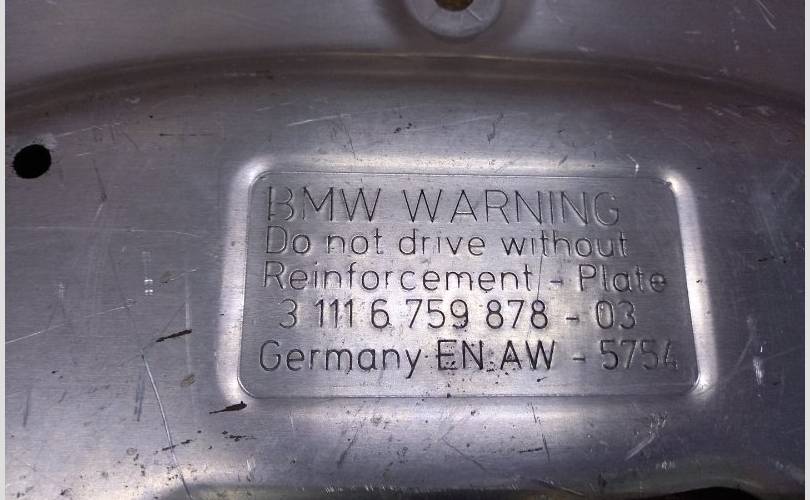 BMW WARNING
Do not drive without
Reinforcement - Plate
3 111 6 759 878 - 03
Germany EN AW - 5754